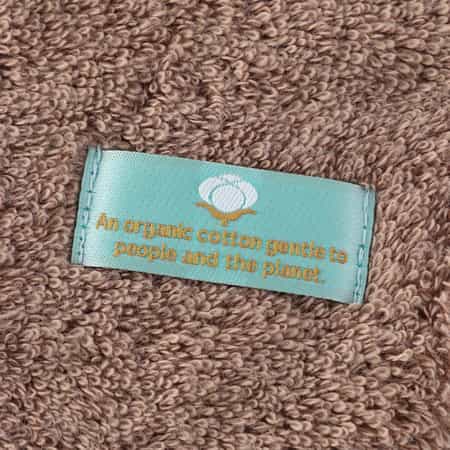 An organic cotton gentle to
people and the planet.